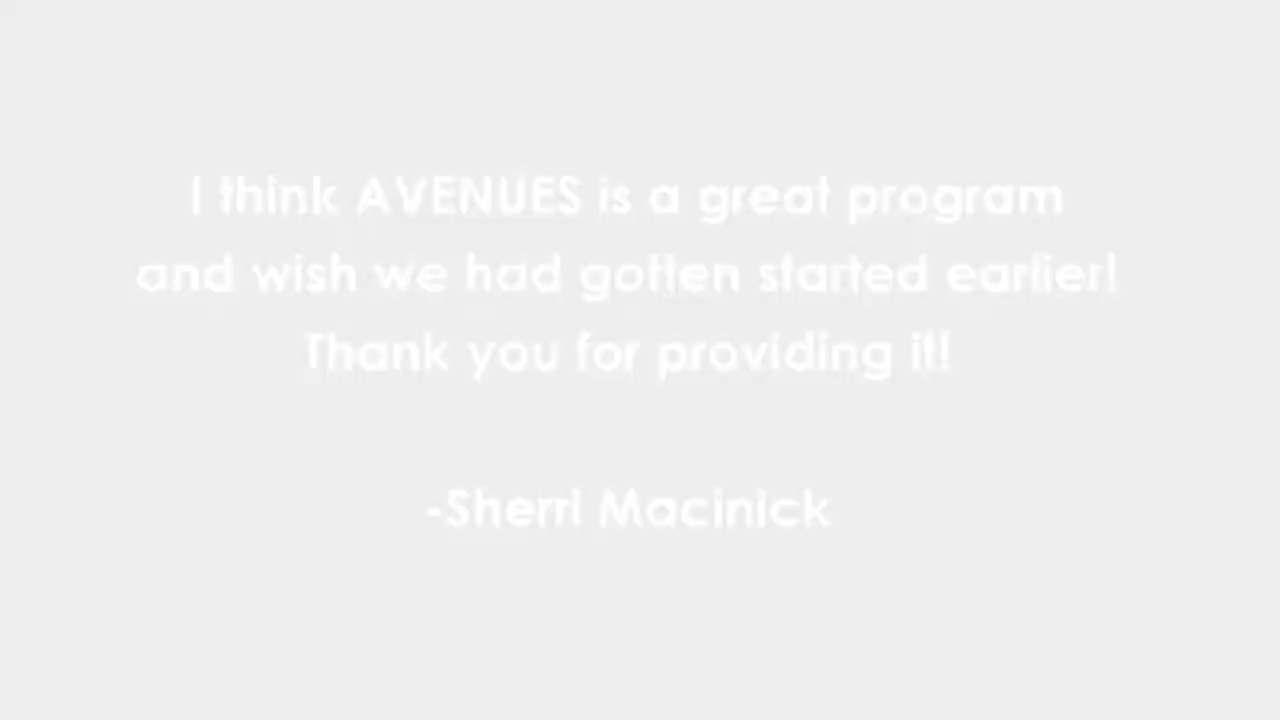 I think AVENUES is a great program
and wish we had gotten started earlier!
Thank you for providing it!
-Sherri Macinick